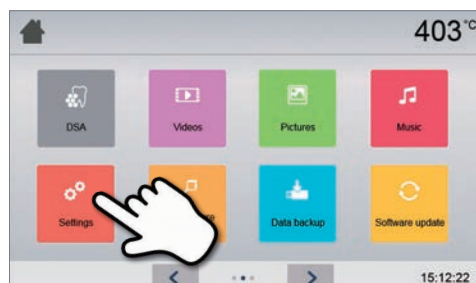 403°C
DSA
Videos
Pictures
Music
Settings
Data backup
Software update
15:12:22